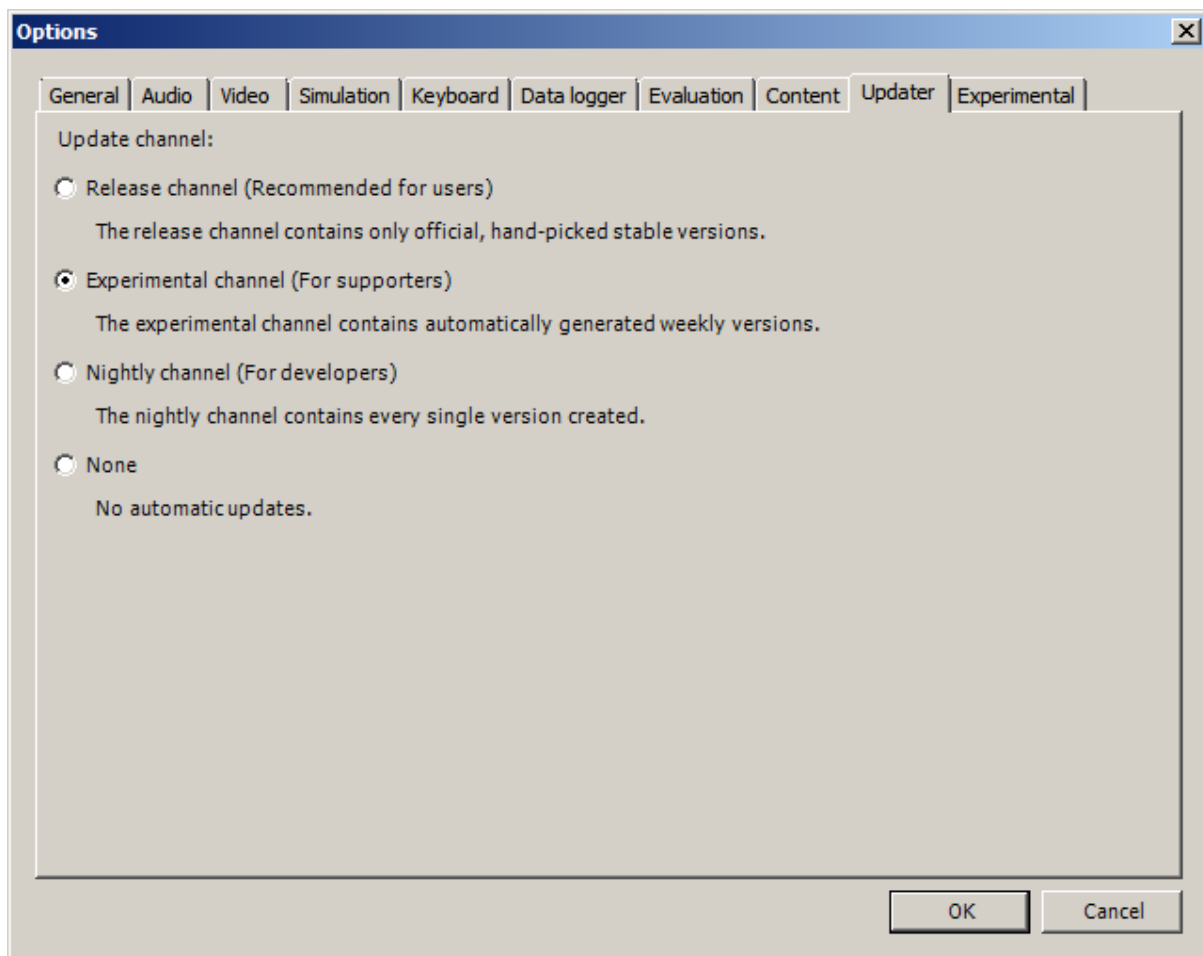 Options
General Audio Video Simulation Keyboard Data logger Evaluation Content Updater Experimental
Update channel:
Release channel (Recommended for users)
The release channel contains only official, hand-picked stable versions.
Experimental channel (For supporters)
The experimental channel contains automatically generated weekly versions.
Nightly channel (For developers)
The nightly channel contains every single version created.
None
No automatic updates.
OK Cancel